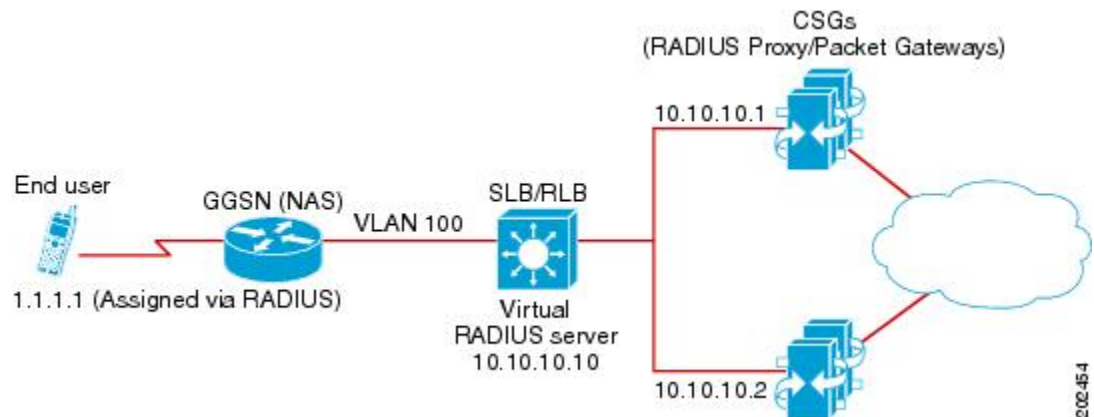 CSGs
(RADIUS Proxy/Packet Gateways)
10.10.10.1
End user
GGSN (NAS)
VLAN 100
SLB/RLB
1.1.1.1 (Assigned via RADIUS)
Virtual
RADIUS server
10.10.10.10
10.10.10.2
202454